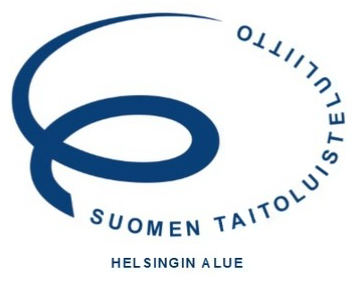 SUOMEN TAITOLUISTELULIITTO
HELSINGIN ALUE